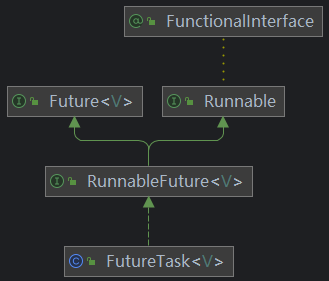 @ FunctionalInterface
I Future<V>
I Runnable
I RunnableFuture<V>
C FutureTask<V>